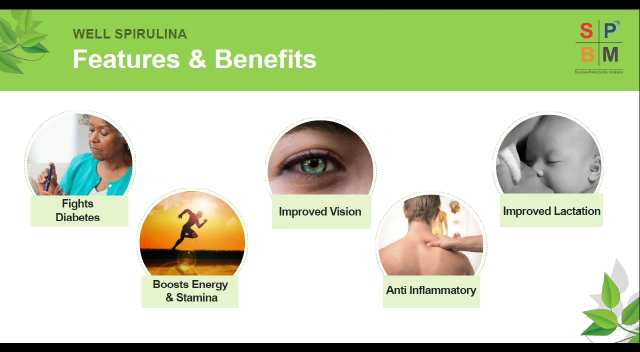 WELL SPIRULINA
Features & Benefits
S P
B M
Fights
Diabetes
Boosts Energy
& Stamina
Improved Vision
Anti Inflammatory
Improved Lactation